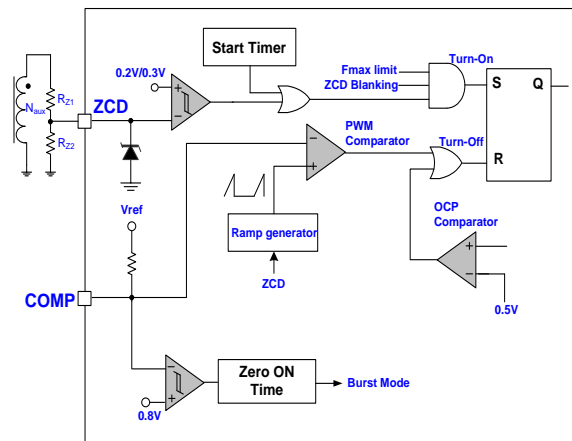 Start Timer
0.2V/0.3V
Fmax limit
ZCD Blanking
Turn-On
S
Q
R
Naux
RZ1
RZ2
ZCD
PWM
Comparator
Turn-Off
Vref
Ramp generator
ZCD
OCP
Comparator
0.5V
COMP
Zero ON
Time
Burst Mode
0.8V